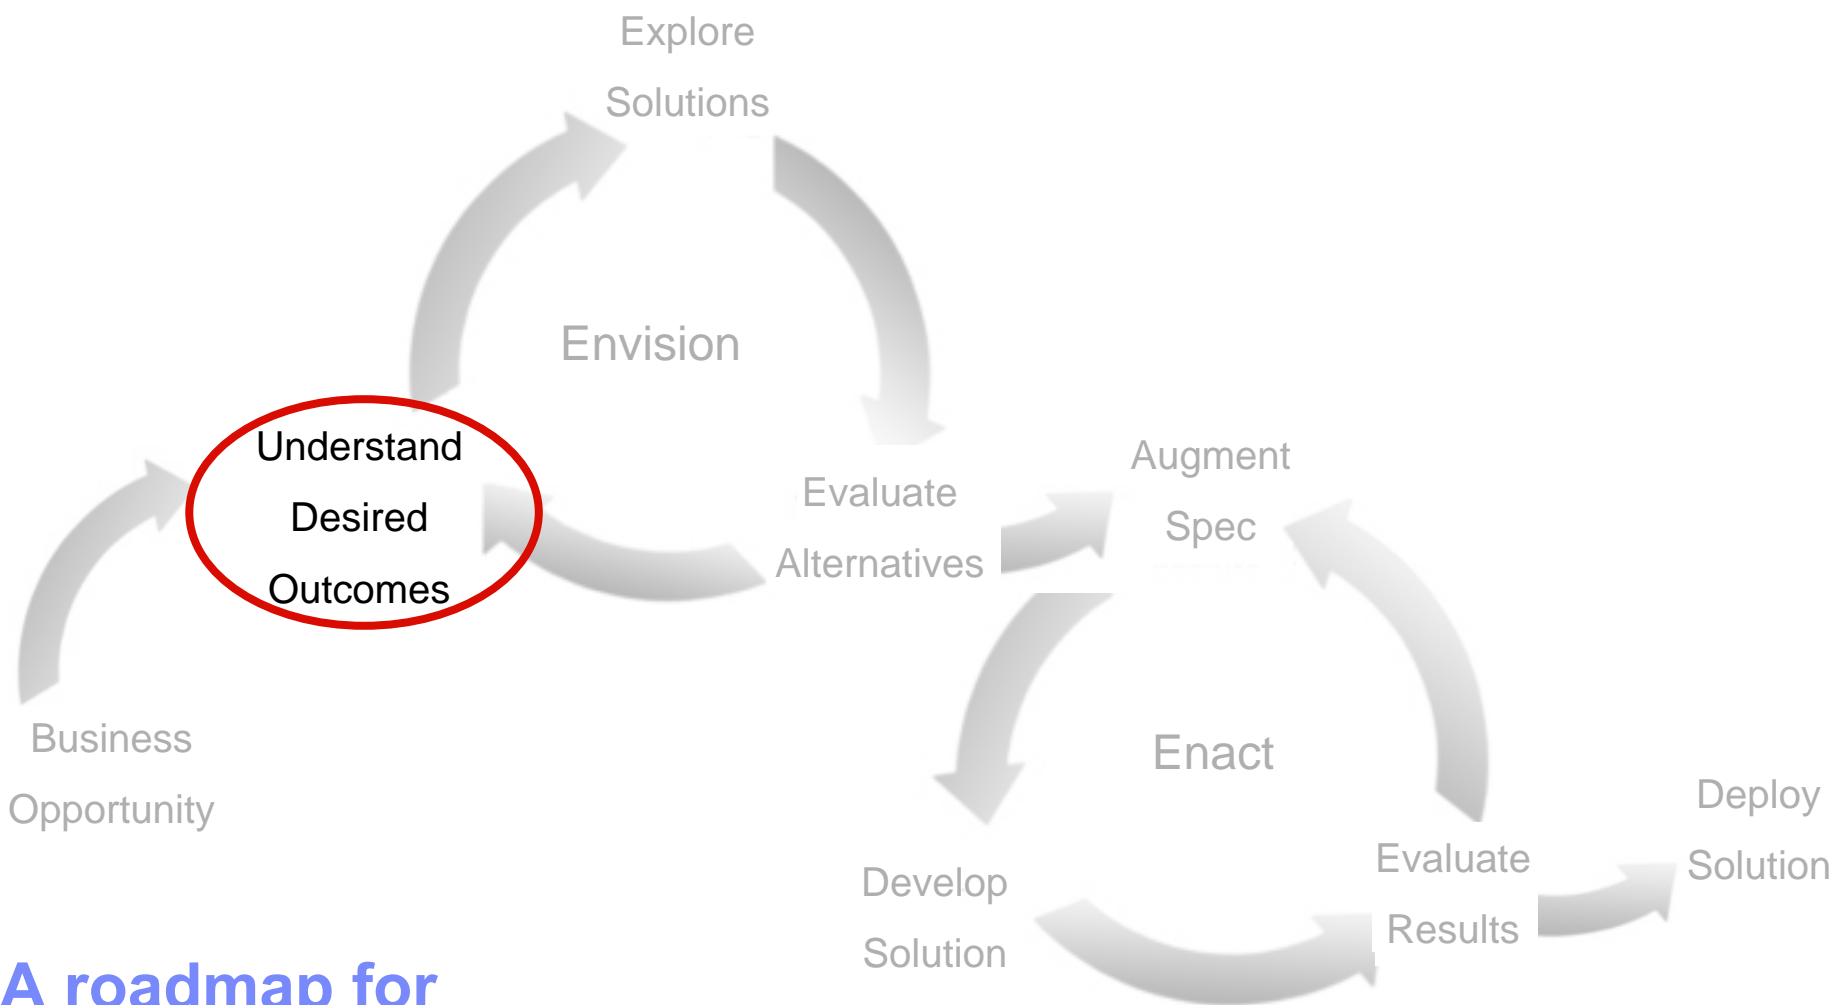 Explore
Solutions
Envision
Understand
Desired
Outcomes
Evaluate
Alternatives
Augment
Spec
Business
Opportunity
Enact
Develop
Solution
Evaluate
Results
Deploy
Solution
A roadmap for